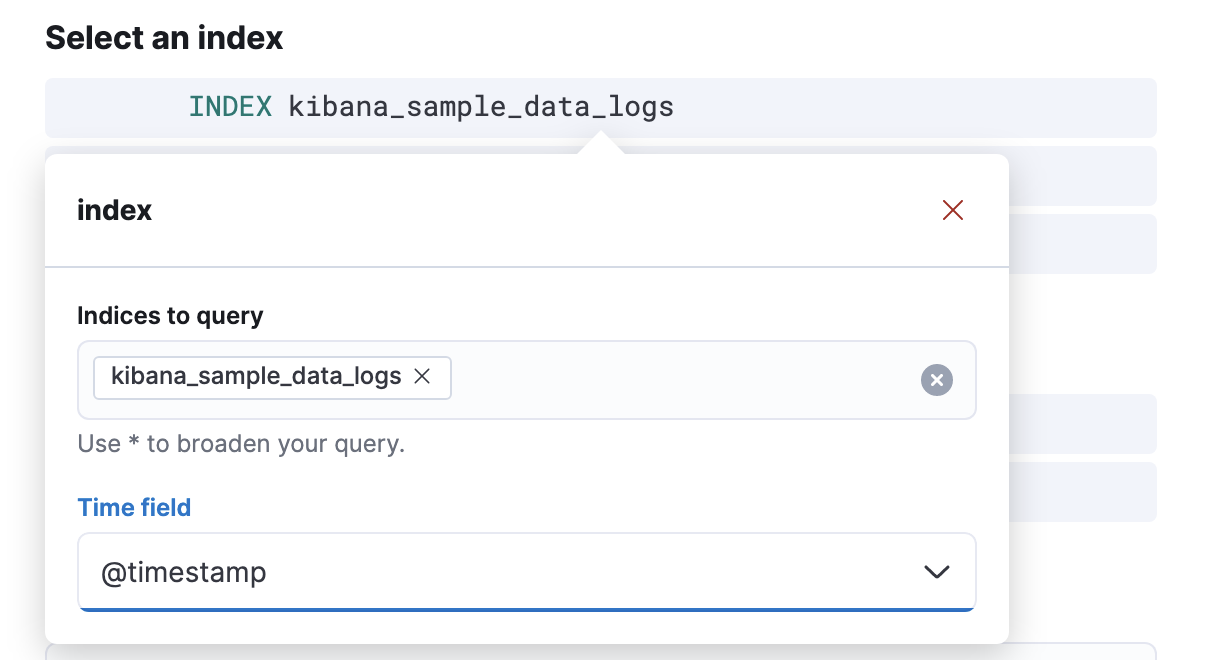 Select an index
INDEX kibana_sample_data_logs
index
Indices to query
kibana_sample_data_logs
Use * to broaden your query.
Time field
@timestamp